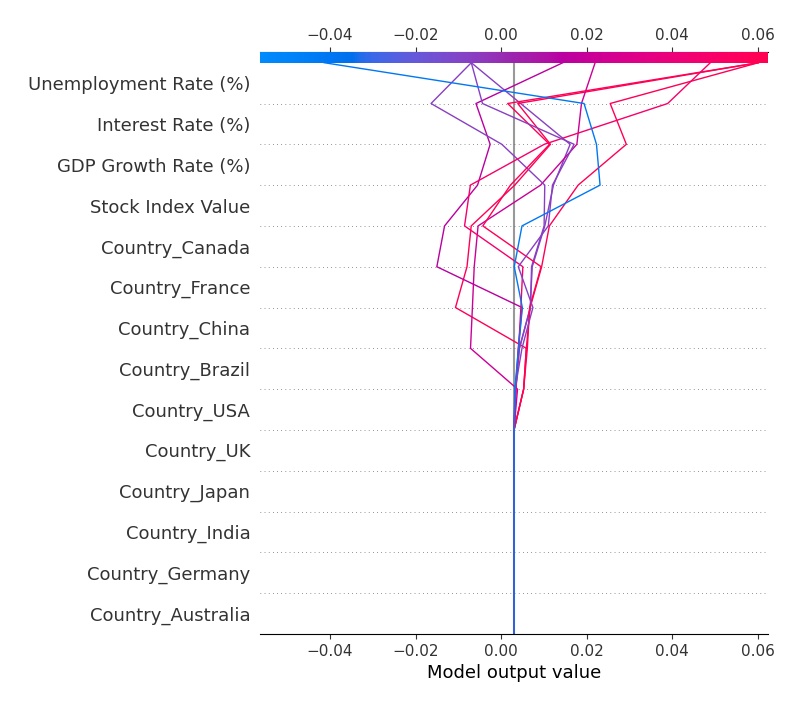 −0.04 −0.02 0.00 0.02 0.04 0.06
Unemployment Rate (%)
Interest Rate (%)
GDP Growth Rate (%)
Stock Index Value
Country_Canada
Country_France
Country_China
Country_Brazil
Country_USA
Country_UK
Country_Japan
Country_India
Country_Germany
Country_Australia
−0.04 −0.02 0.00 0.02 0.04 0.06
Model output value